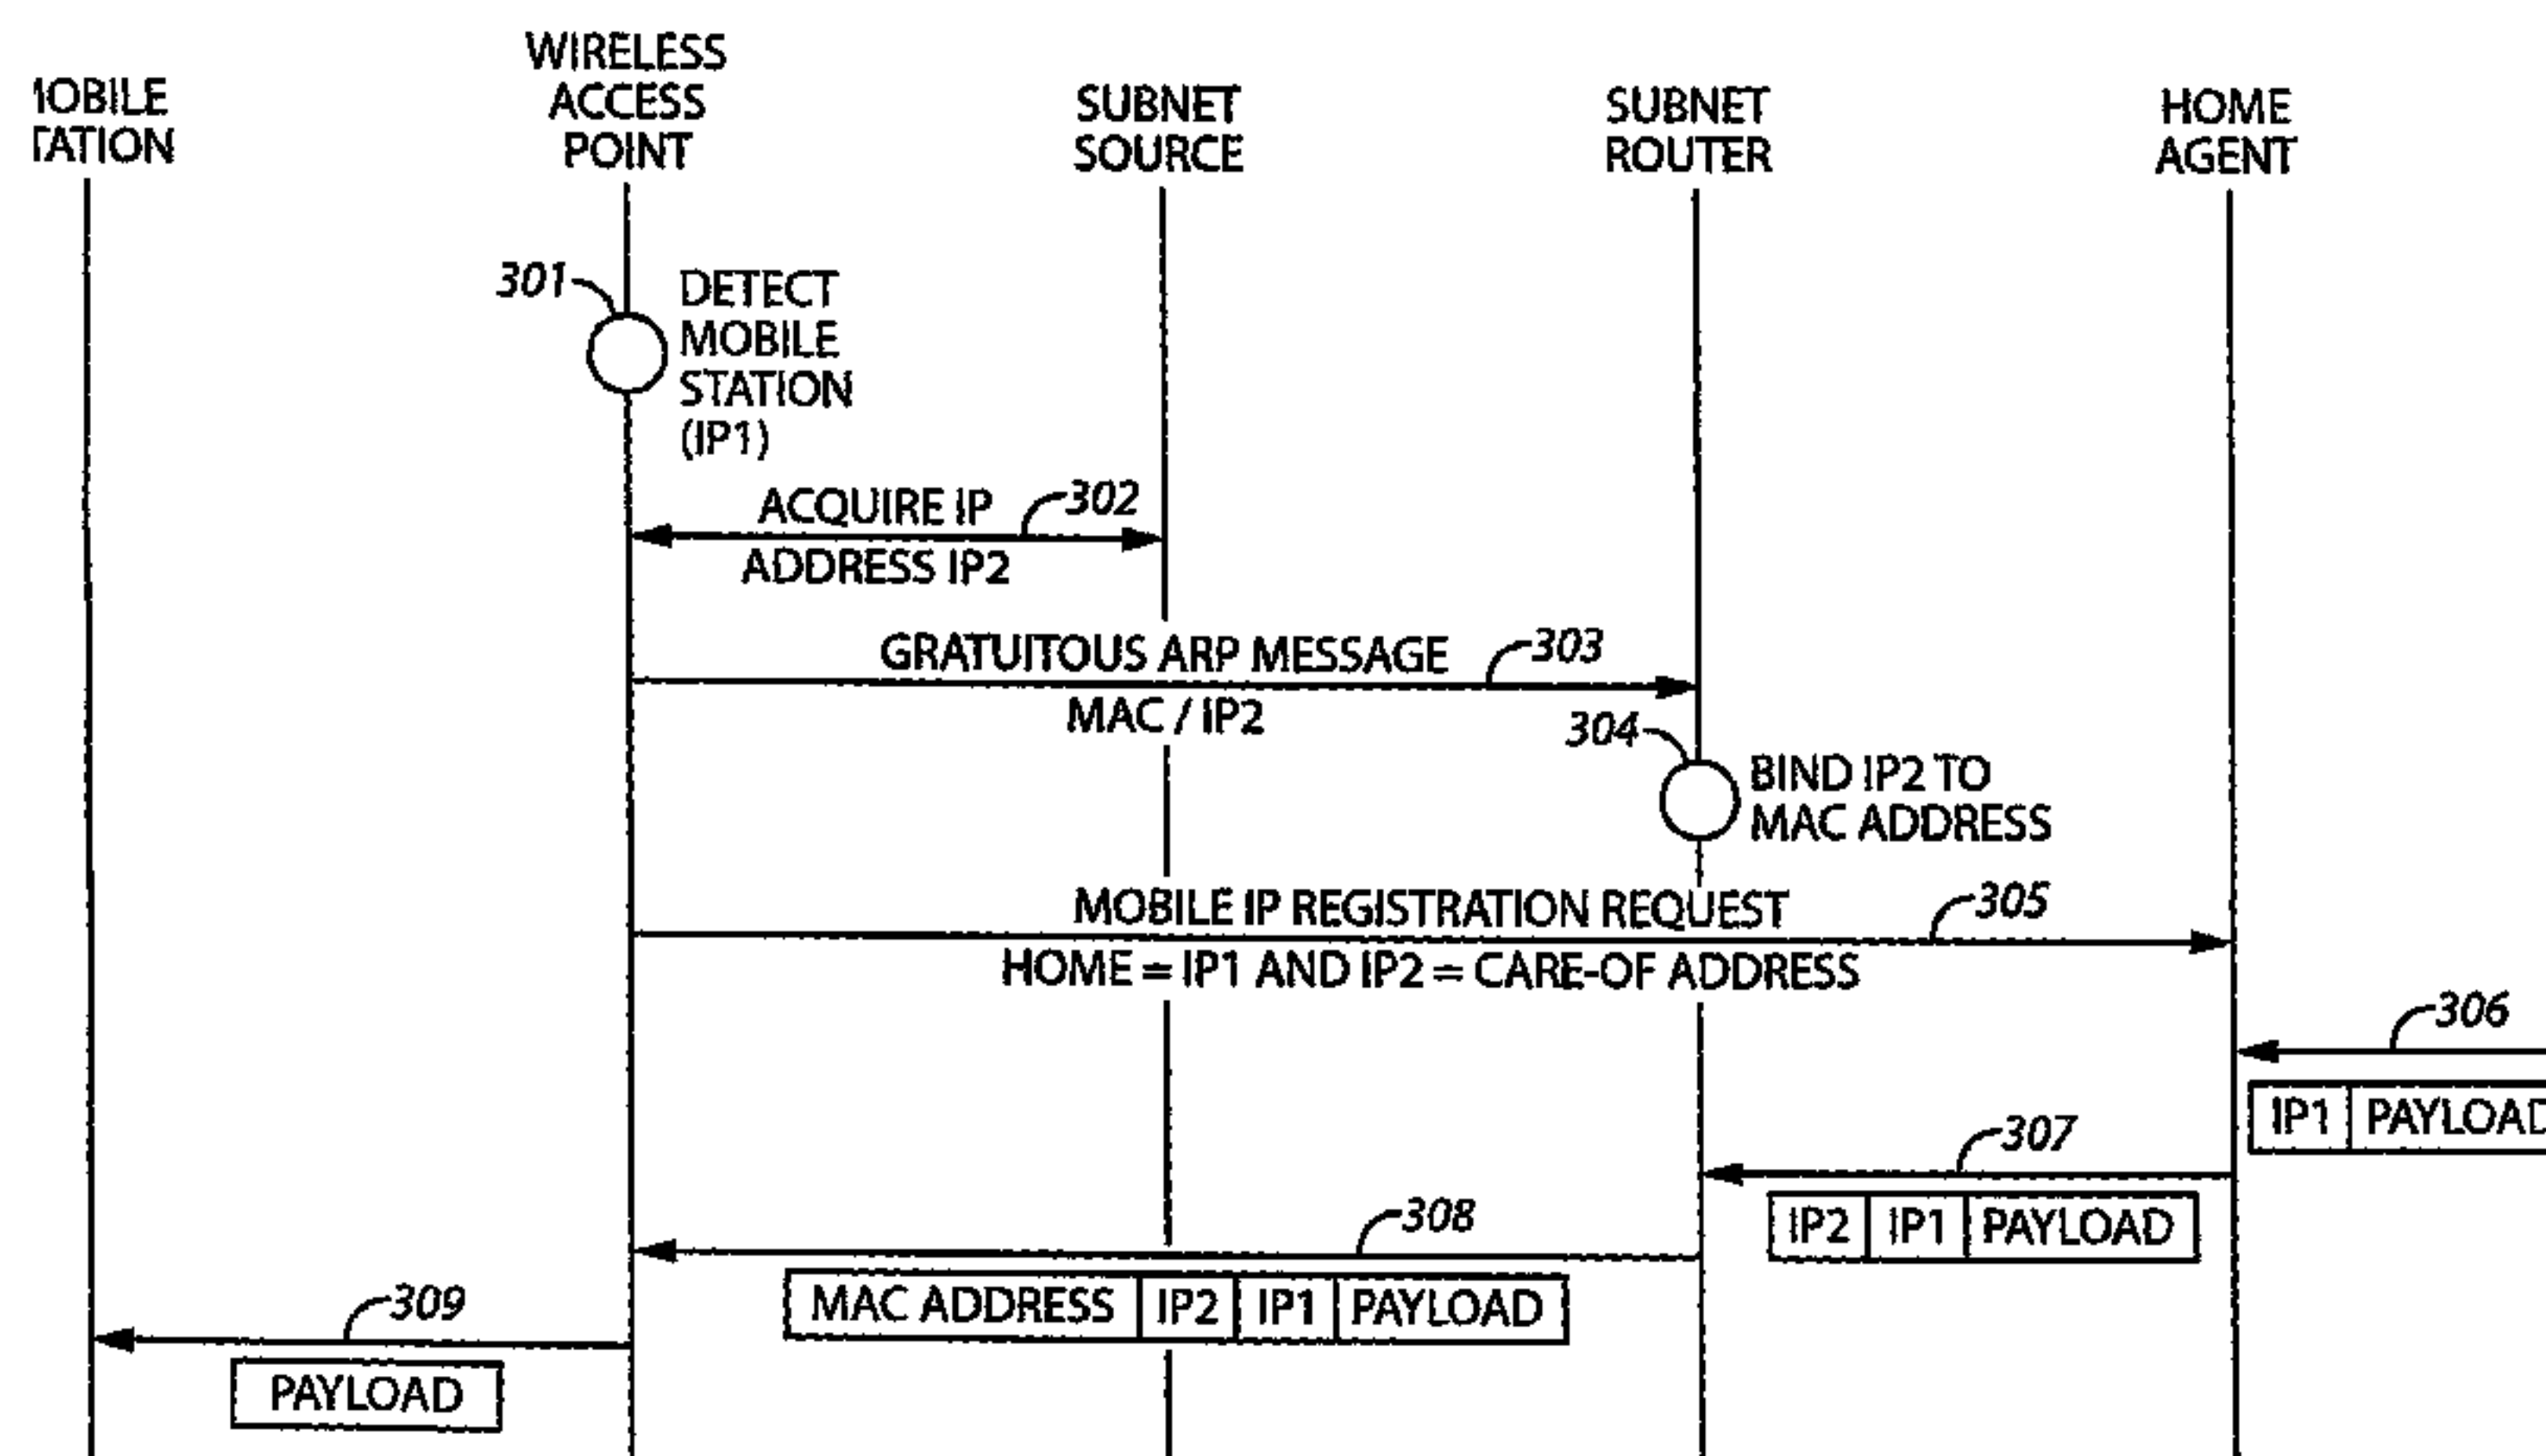 WIRELESS
ACCESS
POINT
SUBNET
SOURCE
SUBNET
ROUTER
HOME
AGENT
301
DETECT
MOBILE
STATION
(IP1)
ACQUIRE IP
302
ADDRESS IP2
GRATUITOUS ARP MESSAGE
303
MAC / IP2
304
BIND IP2 TO
MAC ADDRESS
MOBILE IP REGISTRATION REQUEST
305
HOME = IP1 AND IP2 = CARE-OF ADDRESS
306
IP1 PAYLOAD
307
IP2 IP1 PAYLOAD
308
MAC ADDRESS IP2 IP1 PAYLOAD
309
PAYLOAD